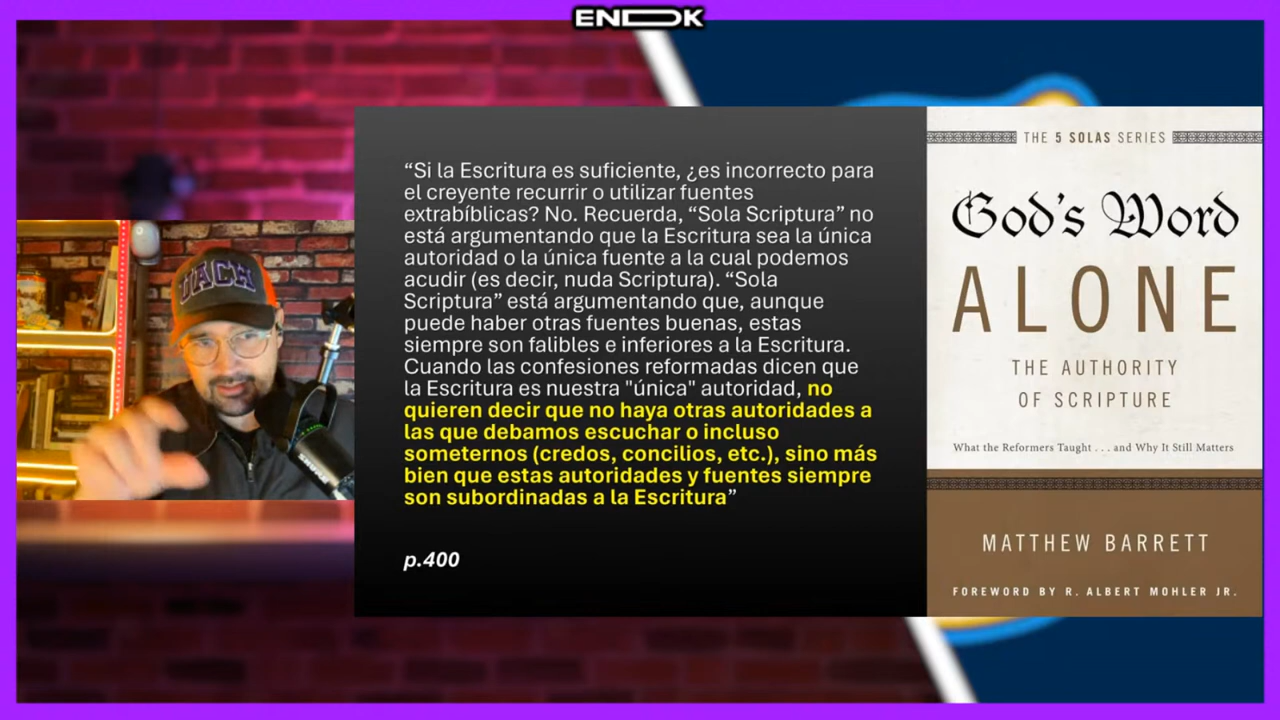 ENDOK
“Si la Escritura es suficiente, ¿es incorrecto para
el creyente recurrir o utilizar fuentes
extrabíblicas? No. Recuerda, “Sola Scriptura” no
está argumentando que la Escritura sea la única
autoridad o la única fuente a la cual podemos
acudir (es decir, nuda Scriptura). “Sola
Scriptura” está argumentando que, aunque
puede haber otras fuentes buenas, estas
siempre son falibles e inferiores a la Escritura.
Cuando las confesiones reformadas dicen que
la Escritura es nuestra "única" autoridad, no
quieren decir que no haya otras autoridades a
las que debamos escuchar o incluso
someternos (credos, concilios, etc.), sino más
bien que estas autoridades y fuentes siempre
son subordinadas a la Escritura”
p.400
THE 5 SOLAS SERIES
God's Word
ALONE
THE AUTHORITY
OF SCRIPTURE
What the Reformers Taught . . . and Why It Still Matters
MATTHEW BARRETT
FOREWORD BY R. ALBERT MOHLER JR.